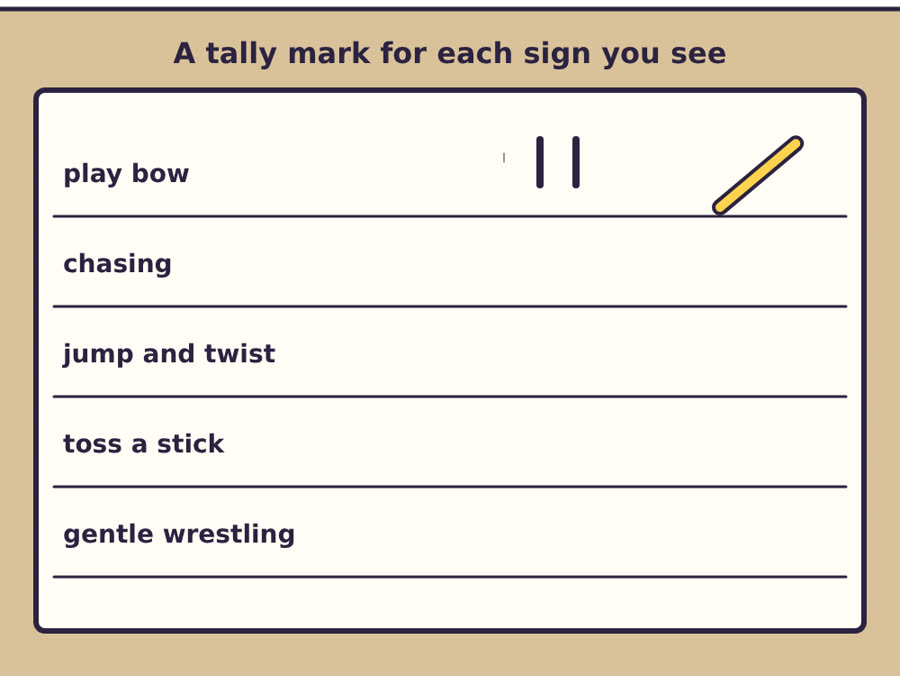 A tally mark for each sign you see
play bow
chasing
jump and twist
toss a stick
gentle wrestling